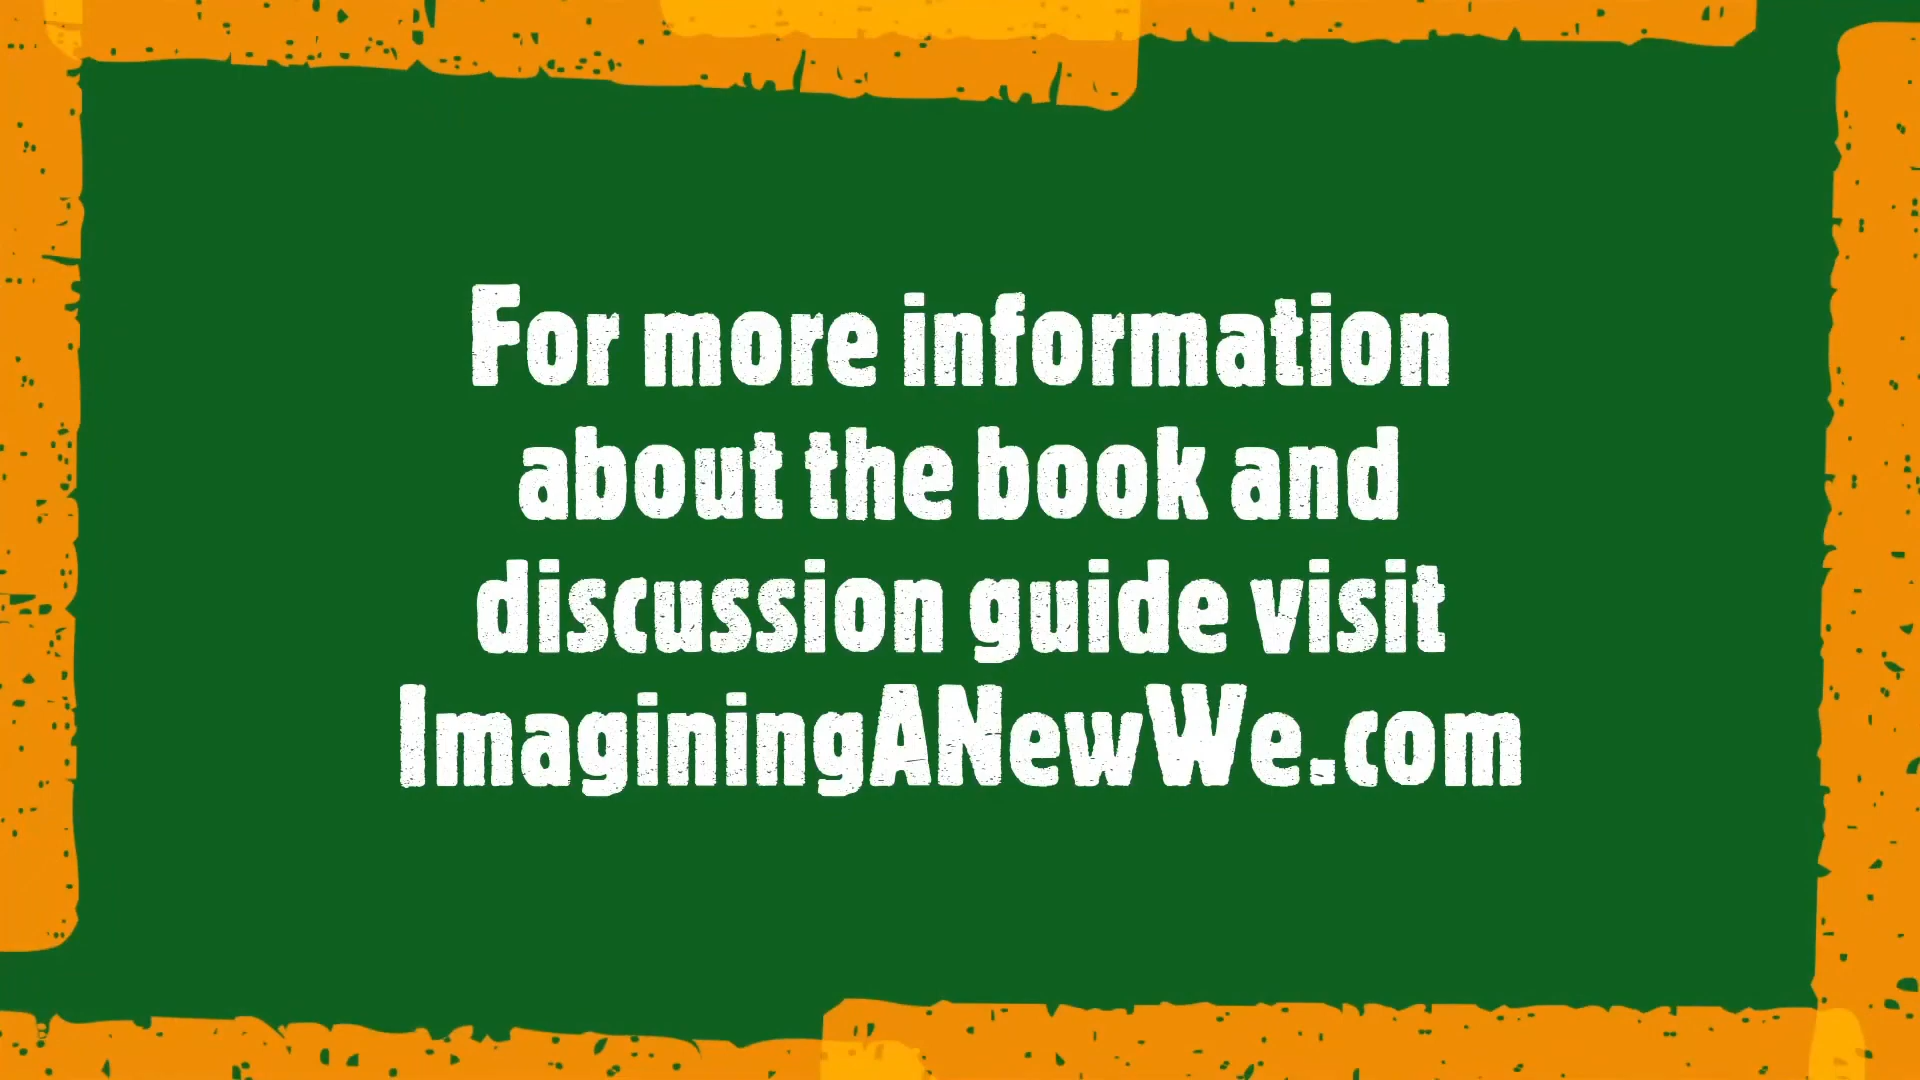 For more information
about the book and
discussion guide visit
ImaginingANewWe.com